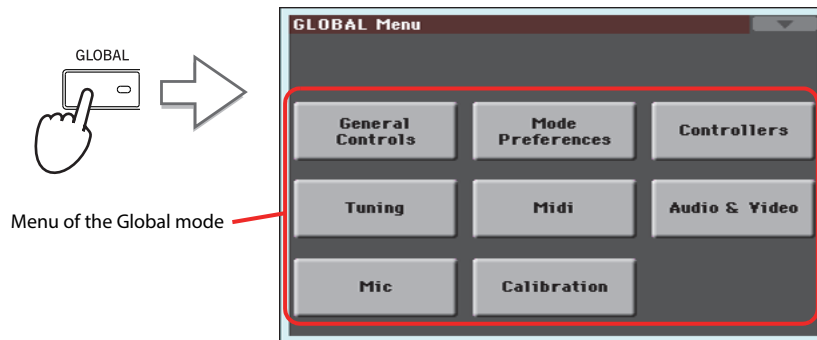 GLOBAL
GLOBAL Menu
General
Controls
Mode
Preferences
Controllers
Tuning
Midi
Audio & Video
Menu of the Global mode
Mic
Calibration